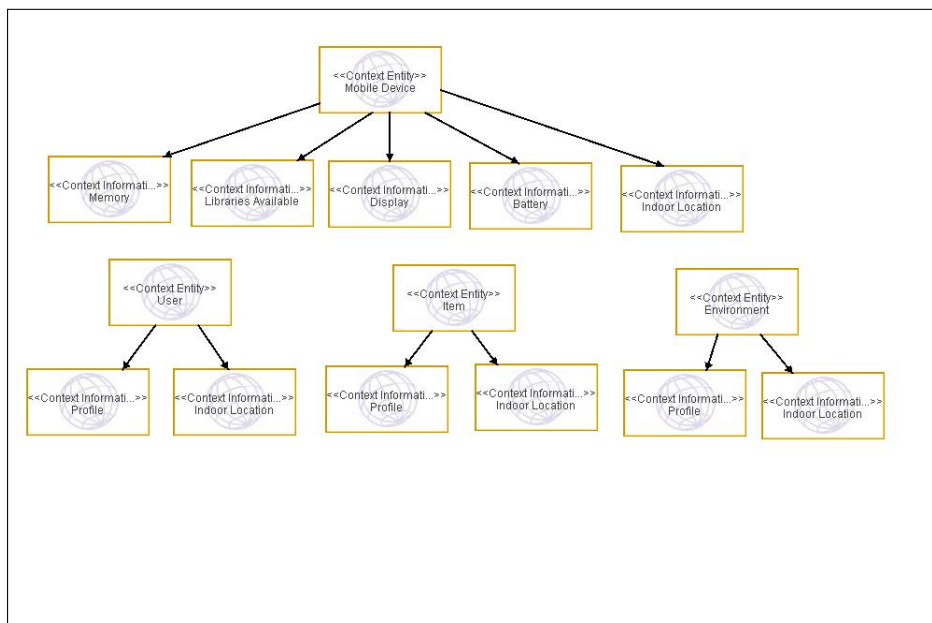 <<Context Entity>>
Mobile Device
<<Context Informati...>>
Memory
<<Context Informati...>>
Libraries Available
<<Context Informati...>>
Display
<<Context Informati...>>
Battery
<<Context Informati...>>
Indoor Location
<<Context Entity>>
User
<<Context Entity>>
Item
<<Context Entity>>
Environment
<<Context Informati...>>
Profile
<<Context Informati...>>
Indoor Location
<<Context Informati...>>
Profile
<<Context Informati...>>
Indoor Location
<<Context Informati...>>
Profile
<<Context Informati...>>
Indoor Location